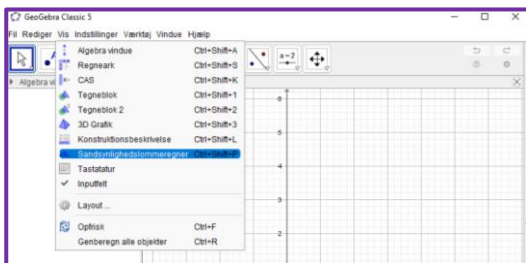 GeoGebra Classic 5
Fil Rediger Vis Indstillinger Værktøj Vindue Hjælp
Algebra vindue Ctrl+Shift+A
Regneark Ctrl+Shift+S
CAS Ctrl+Shift+K
Tegneblok Ctrl+Shift+1
Tegneblok 2 Ctrl+Shift+2
3D Grafik Ctrl+Shift+3
Konstruktionsbeskrivelse Ctrl+Shift+L
Sandsynlighedslommeregner Ctrl+Shift+P
Tastatatur
Inputfelt
Layout ...
Opfrisk Ctrl+F
Genberegn alle objekter Ctrl+R
a=2
Algebra vi
6
4
3
2